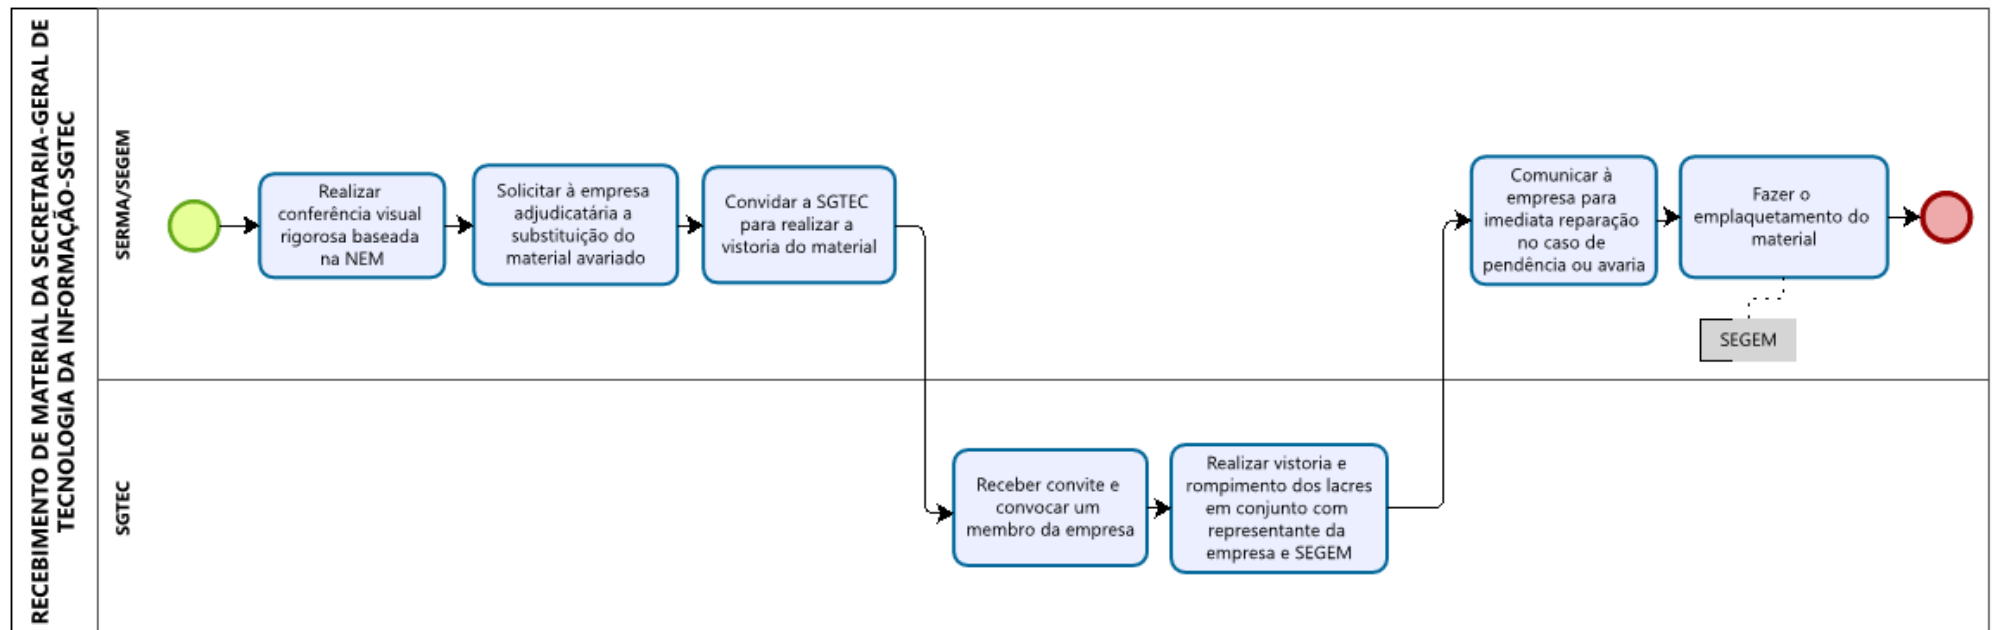 RECEBIMENTO DE MATERIAL DA SECRETARIA-GERAL DE
TECNOLOGIA DA INFORMAÇÃO-SGTEC
SERMA/SEGEM
Realizar
conferência visual
rigorosa baseada
na NEM
Solicitar à empresa
adjudicatária a
substituição do
material avariado
Convidar a SGTEC
para realizar a
vistoria do material
Comunicar à
empresa para
imediata reparação
no caso de
pendência ou avaria
Fazer o
emplaquetamento do
material
SEGEM
SGTEC
Receber convite e
convocar um
membro da empresa
Realizar vistoria e
rompimento dos lacres
em conjunto com
representante da
empresa e SEGEM